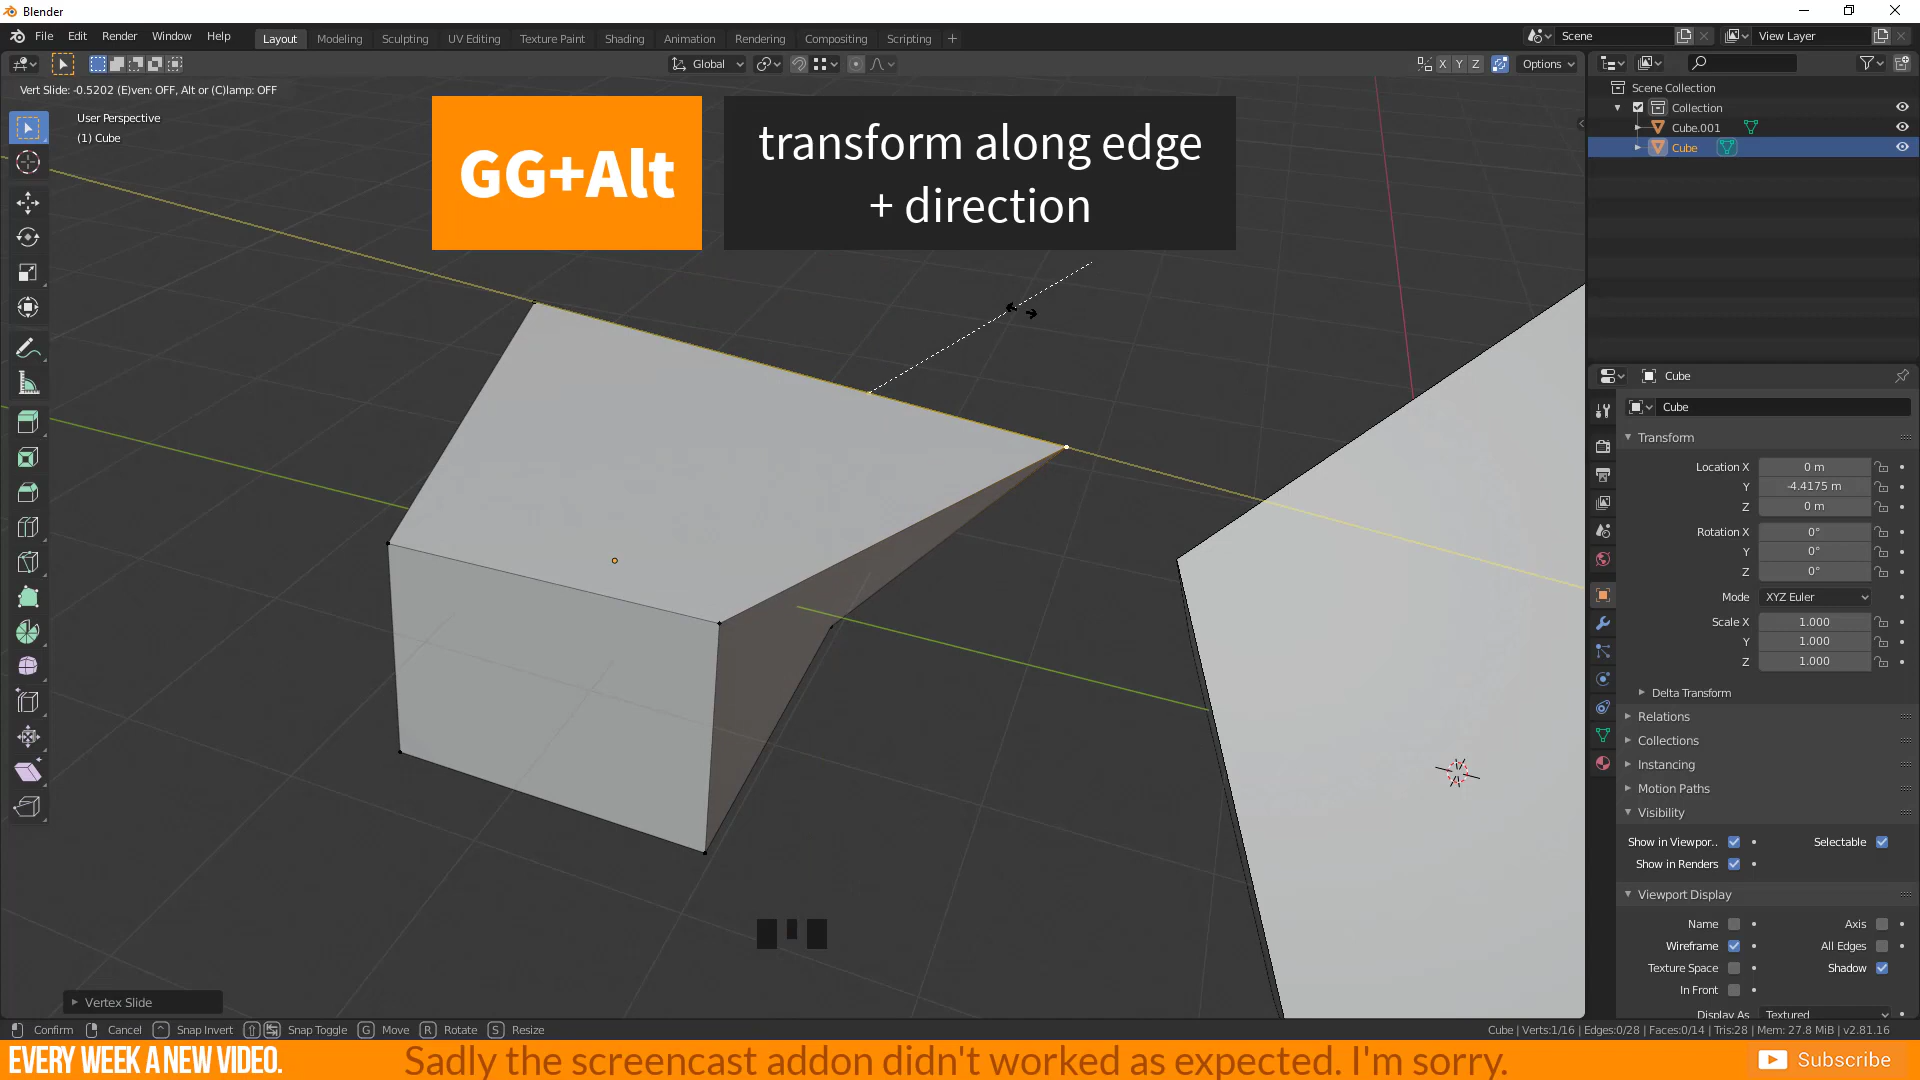 Blender
File Edit Render Window Help
Layout Modeling Sculpting UV Editing Texture Paint Shading Animation Rendering Compositing Scripting +
Scene
View Layer
Global
X Y Z
Options
Vert Slide: -0.5202 (E)ven: OFF, Alt or (C)lamp: OFF
User Perspective
(1) Cube
GG+Alt
transform along edge
+ direction
Scene Collection
Collection
Cube.001
Cube
Cube
Cube
Transform
Location X 0 m
Y -4.4175 m
Z 0 m
Rotation X 0°
Y 0°
Z 0°
Mode XYZ Euler
Scale X 1.000
Y 1.000
Z 1.000
Delta Transform
Relations
Collections
Instancing
Motion Paths
Visibility
Show in Viewpor.. Selectable
Show in Renders
Viewport Display
Name Axis
Wireframe All Edges
Texture Space Shadow
In Front
Display As Textured
Vertex Slide
Confirm Cancel Snap Invert Snap Toggle G Move R Rotate S Resize
Cube | Verts:1/16 | Edges:0/28 | Faces:0/14 | Tris:28 | Mem: 27.8 MiB | v2.81.16
EVERY WEEK A NEW VIDEO.
Sadly the screencast addon didn't worked as expected. I'm sorry.
Subscribe